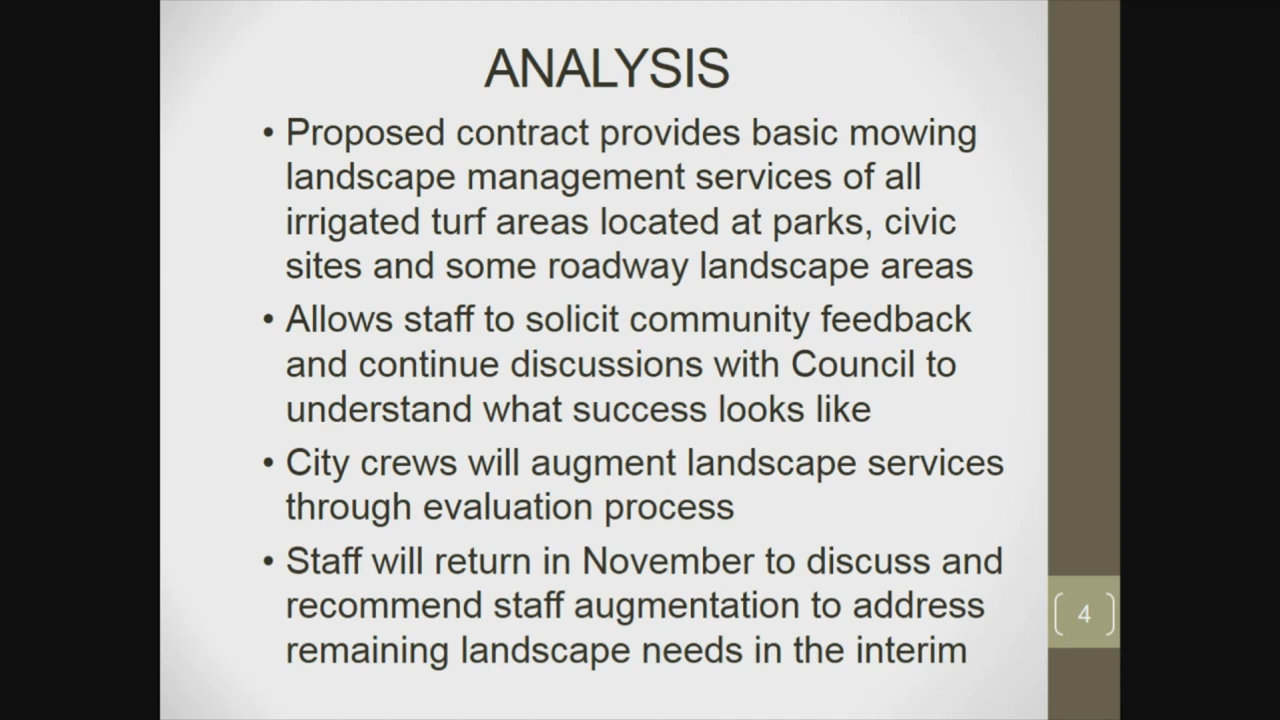 ANALYSIS
• Proposed contract provides basic mowing
landscape management services of all
irrigated turf areas located at parks, civic
sites and some roadway landscape areas
• Allows staff to solicit community feedback
and continue discussions with Council to
understand what success looks like
• City crews will augment landscape services
through evaluation process
• Staff will return in November to discuss and
recommend staff augmentation to address
remaining landscape needs in the interim
4